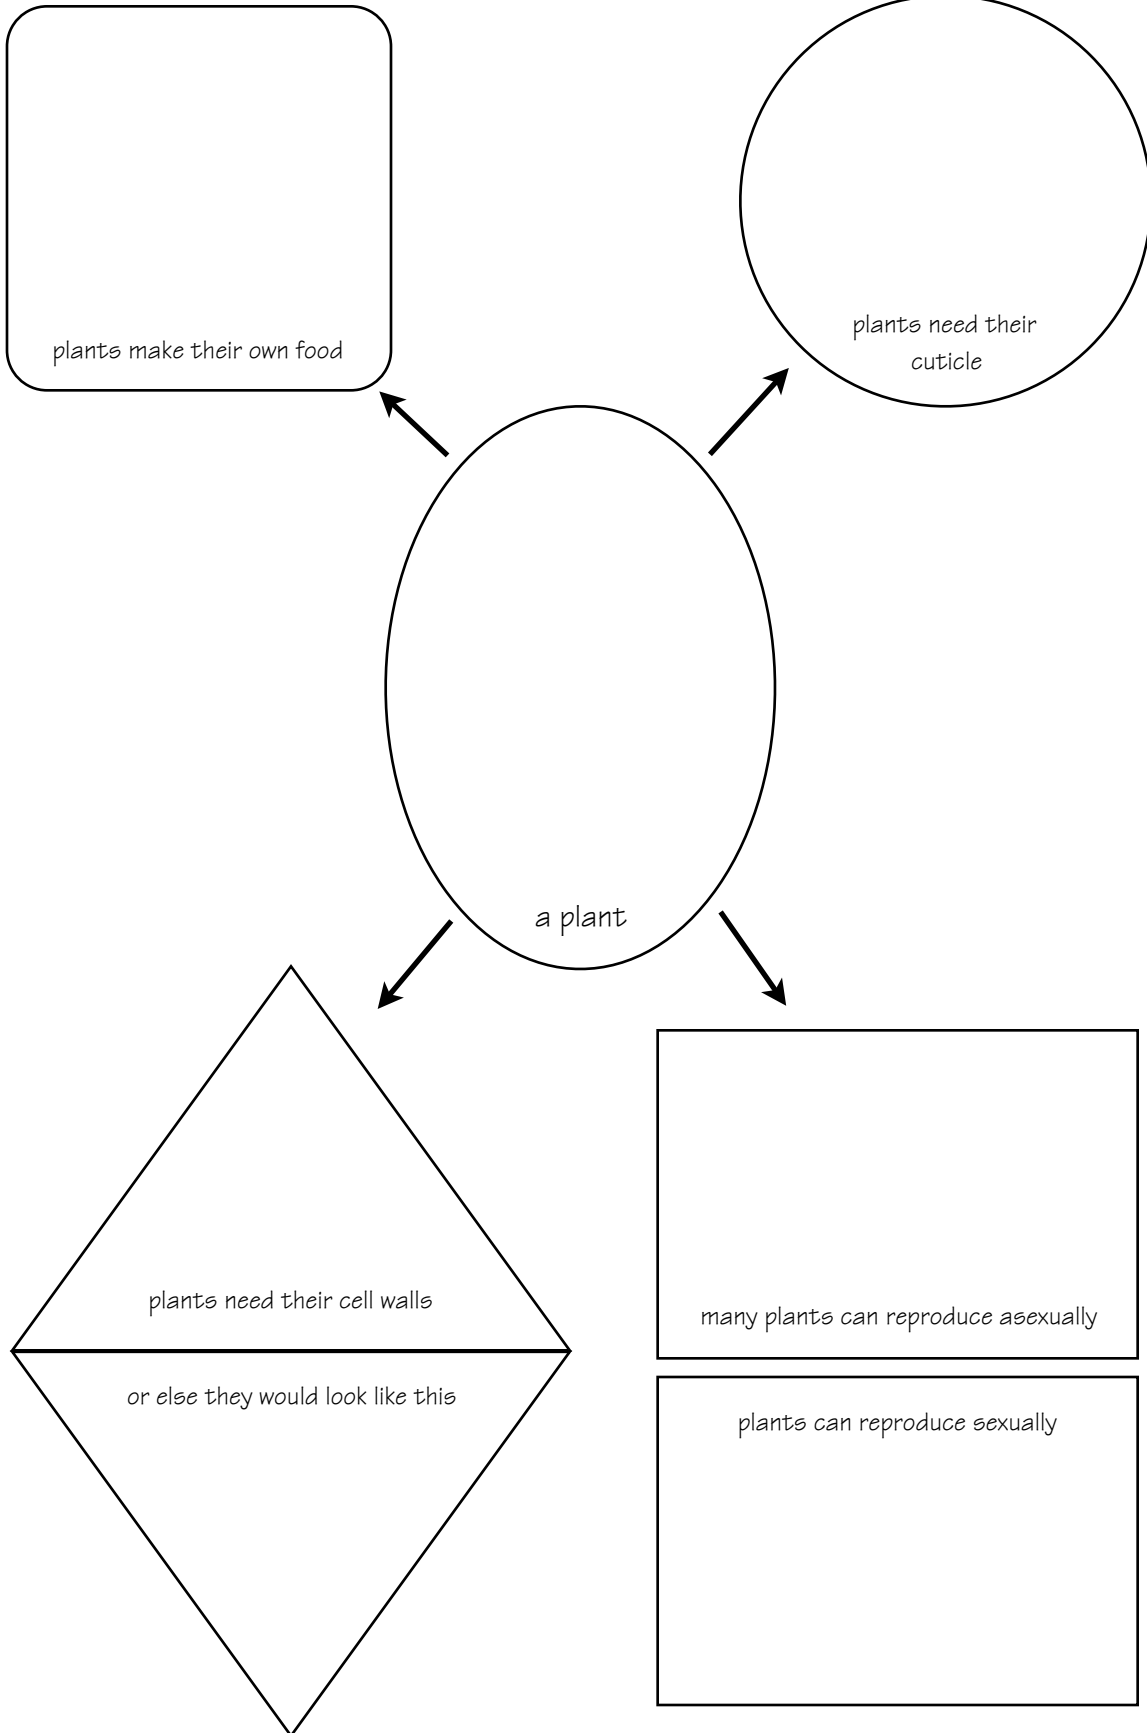 plants make their own food
plants need their
cuticle
a plant
plants need their cell walls
or else they would look like this
many plants can reproduce asexually
plants can reproduce sexually